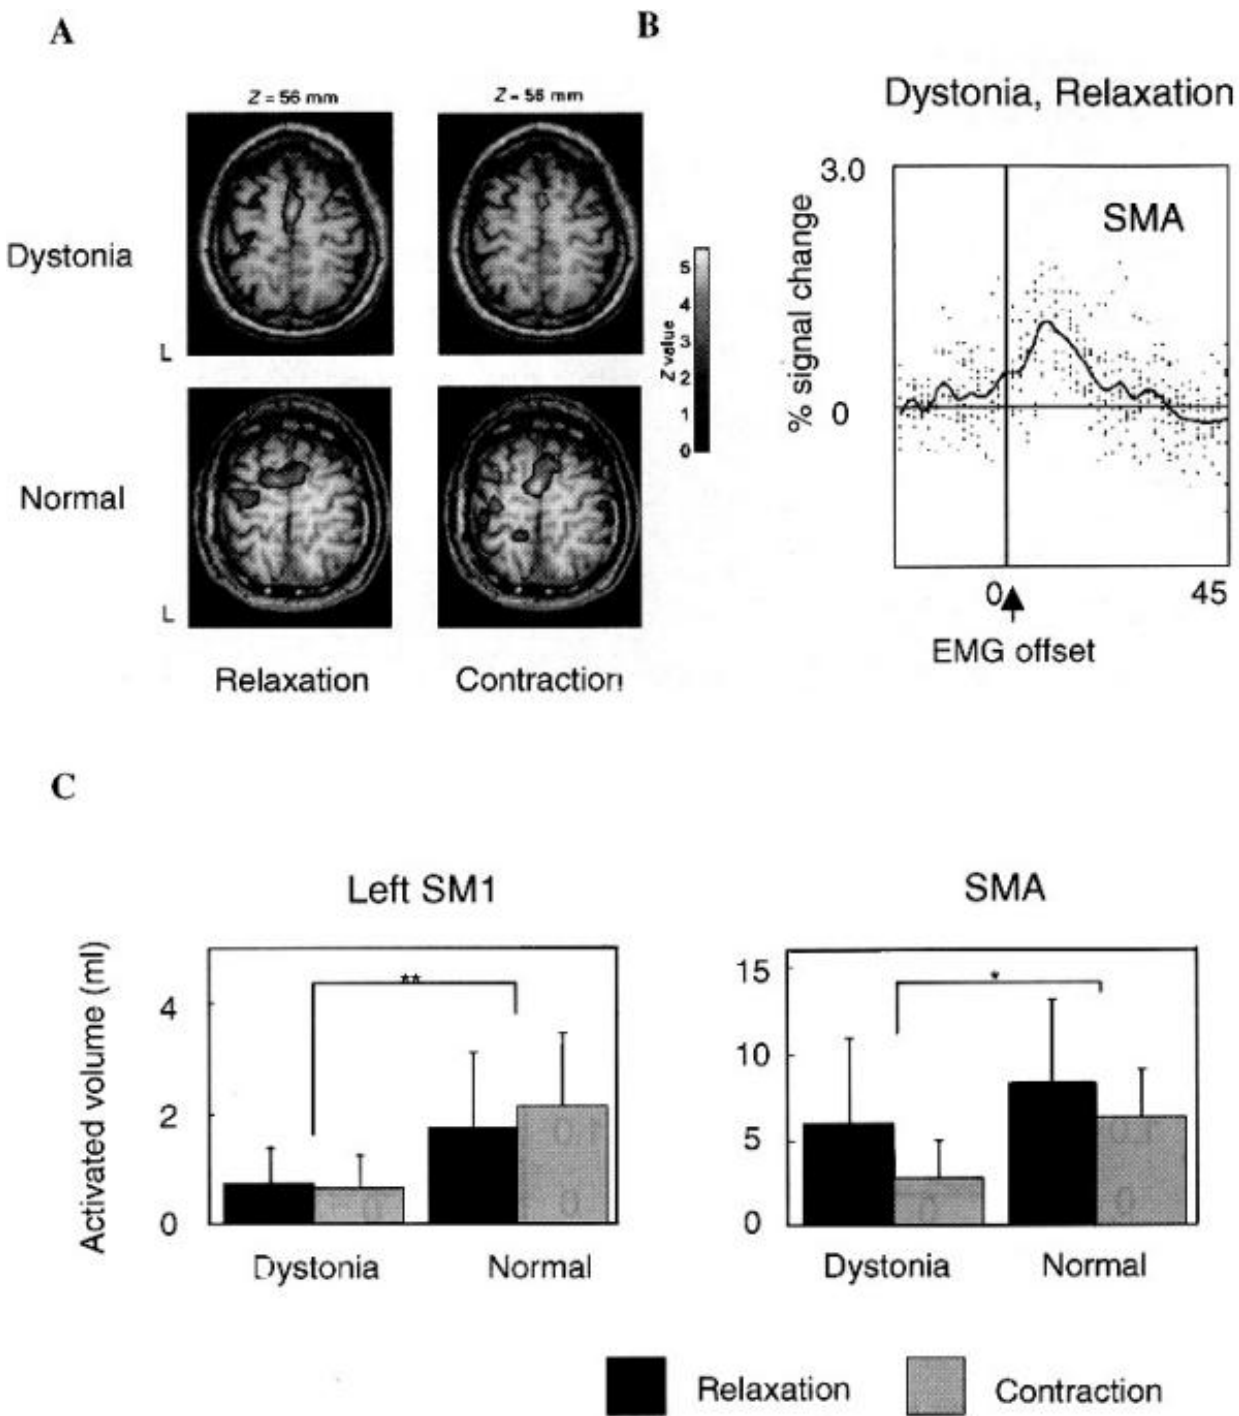 A
B
Z = 56 mm
Z - 56 mm
Dystonia
L
Normal
L
Relaxation
Contraction
5
4
3
2
1
0
Z value
Dystonia, Relaxation
SMA
3.0
0
% signal change
0
45
EMG offset
C
Left SM1
**
4
2
0
Activated volume (ml)
Dystonia
Normal
SMA
*
15
10
5
0
Dystonia
Normal
Relaxation
Contraction